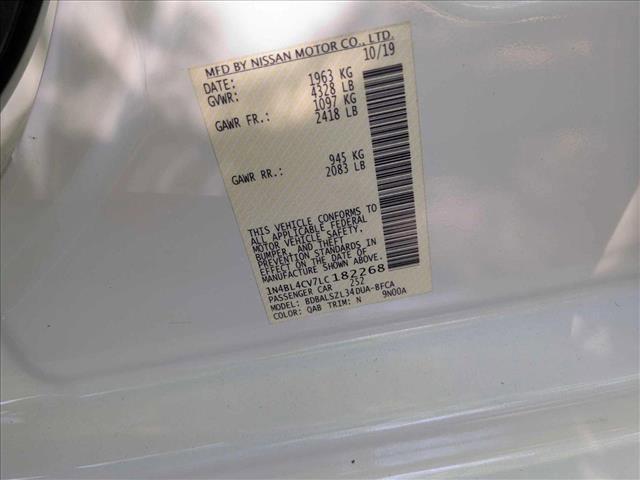 MFD BY NISSAN MOTOR CO., LTD.
DATE: 10/19
GVWR: 1963 KG
4328 LB
GAWR FR.: 1097 KG
2418 LB
GAWR RR.: 945 KG
2083 LB
THIS VEHICLE CONFORMS TO
ALL APPLICABLE FEDERAL
MOTOR VEHICLE SAFETY,
BUMPER, AND THEFT
PREVENTION STANDARDS IN
EFFECT ON THE DATE OF
MANUFACTURE SHOWN ABOVE.
1N4BL4CV7LC182268
PASSENGER CAR 252
MODEL: BDBALSZL34DUA-BFCA
COLOR: QAB TRIM: N 9N00A